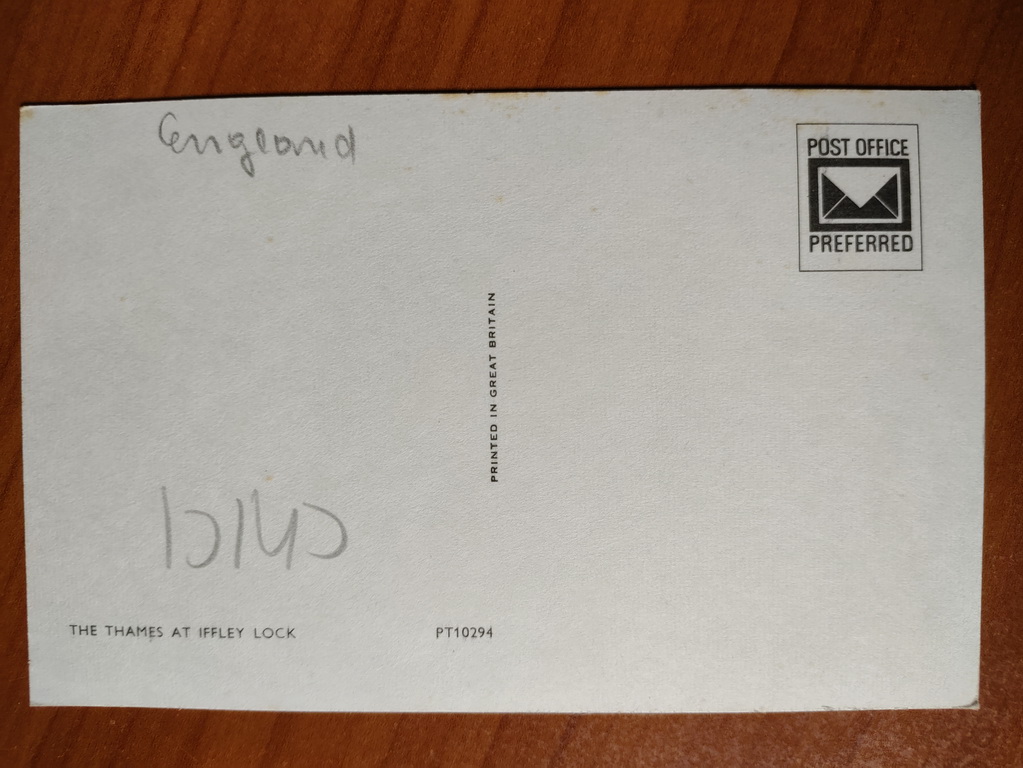 England
POST OFFICE
PREFERRED
PRINTED IN GREAT BRITAIN
THE THAMES AT IFFLEY LOCK
PT10294